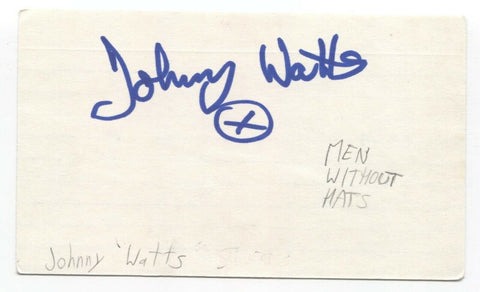 Johnny Watts
X
MEN
WITHOUT
HATS
Johnny "Watts"